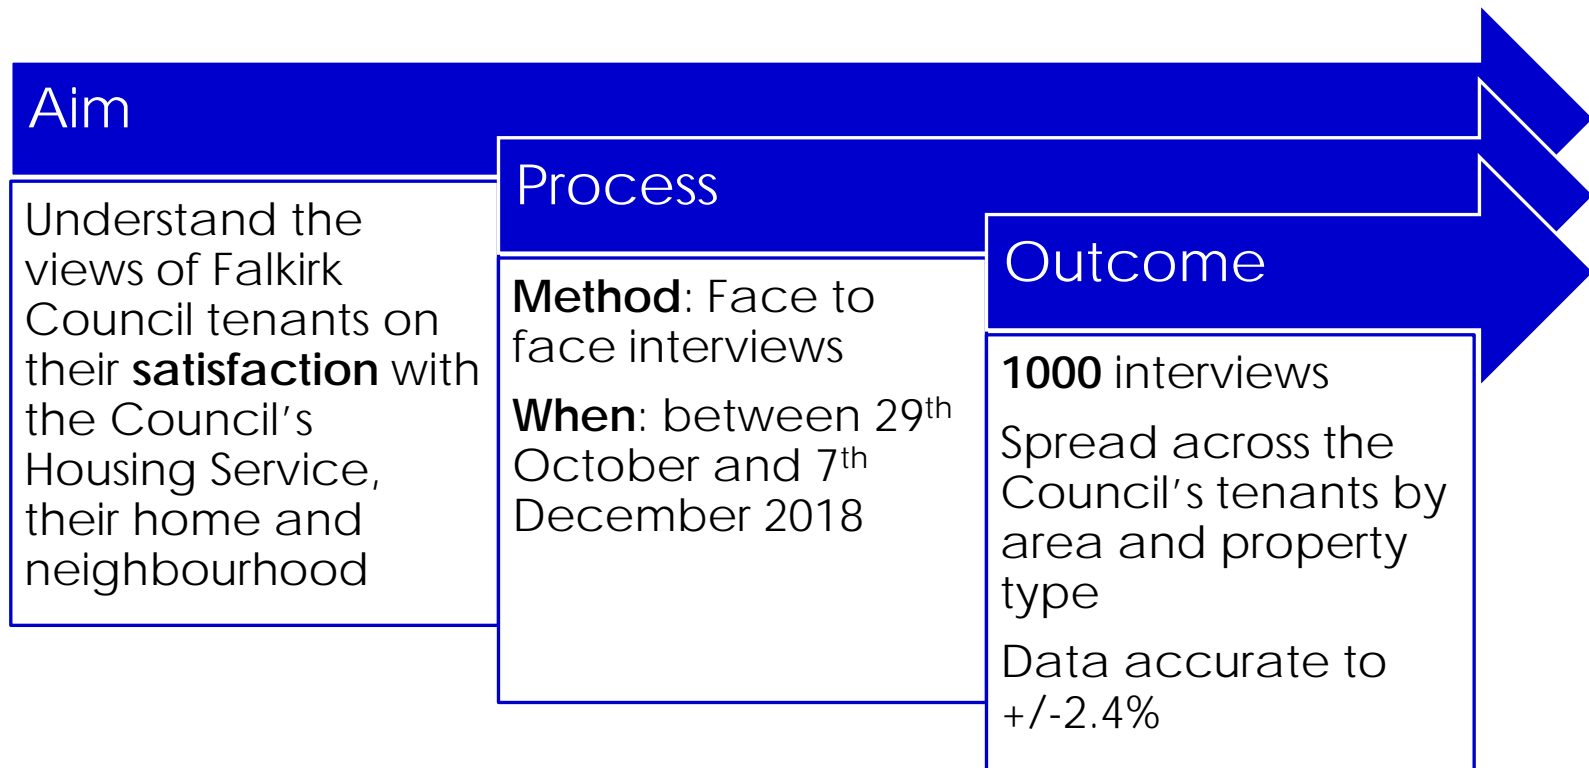 Aim
Understand the
views of Falkirk
Council tenants on
their satisfaction with
the Council's
Housing Service,
their home and
neighbourhood
Process
Method: Face to
face interviews
When: between 29th
October and 7th
December 2018
Outcome
1000 interviews
Spread across the
Council's tenants by
area and property
type
Data accurate to
+/-2.4%